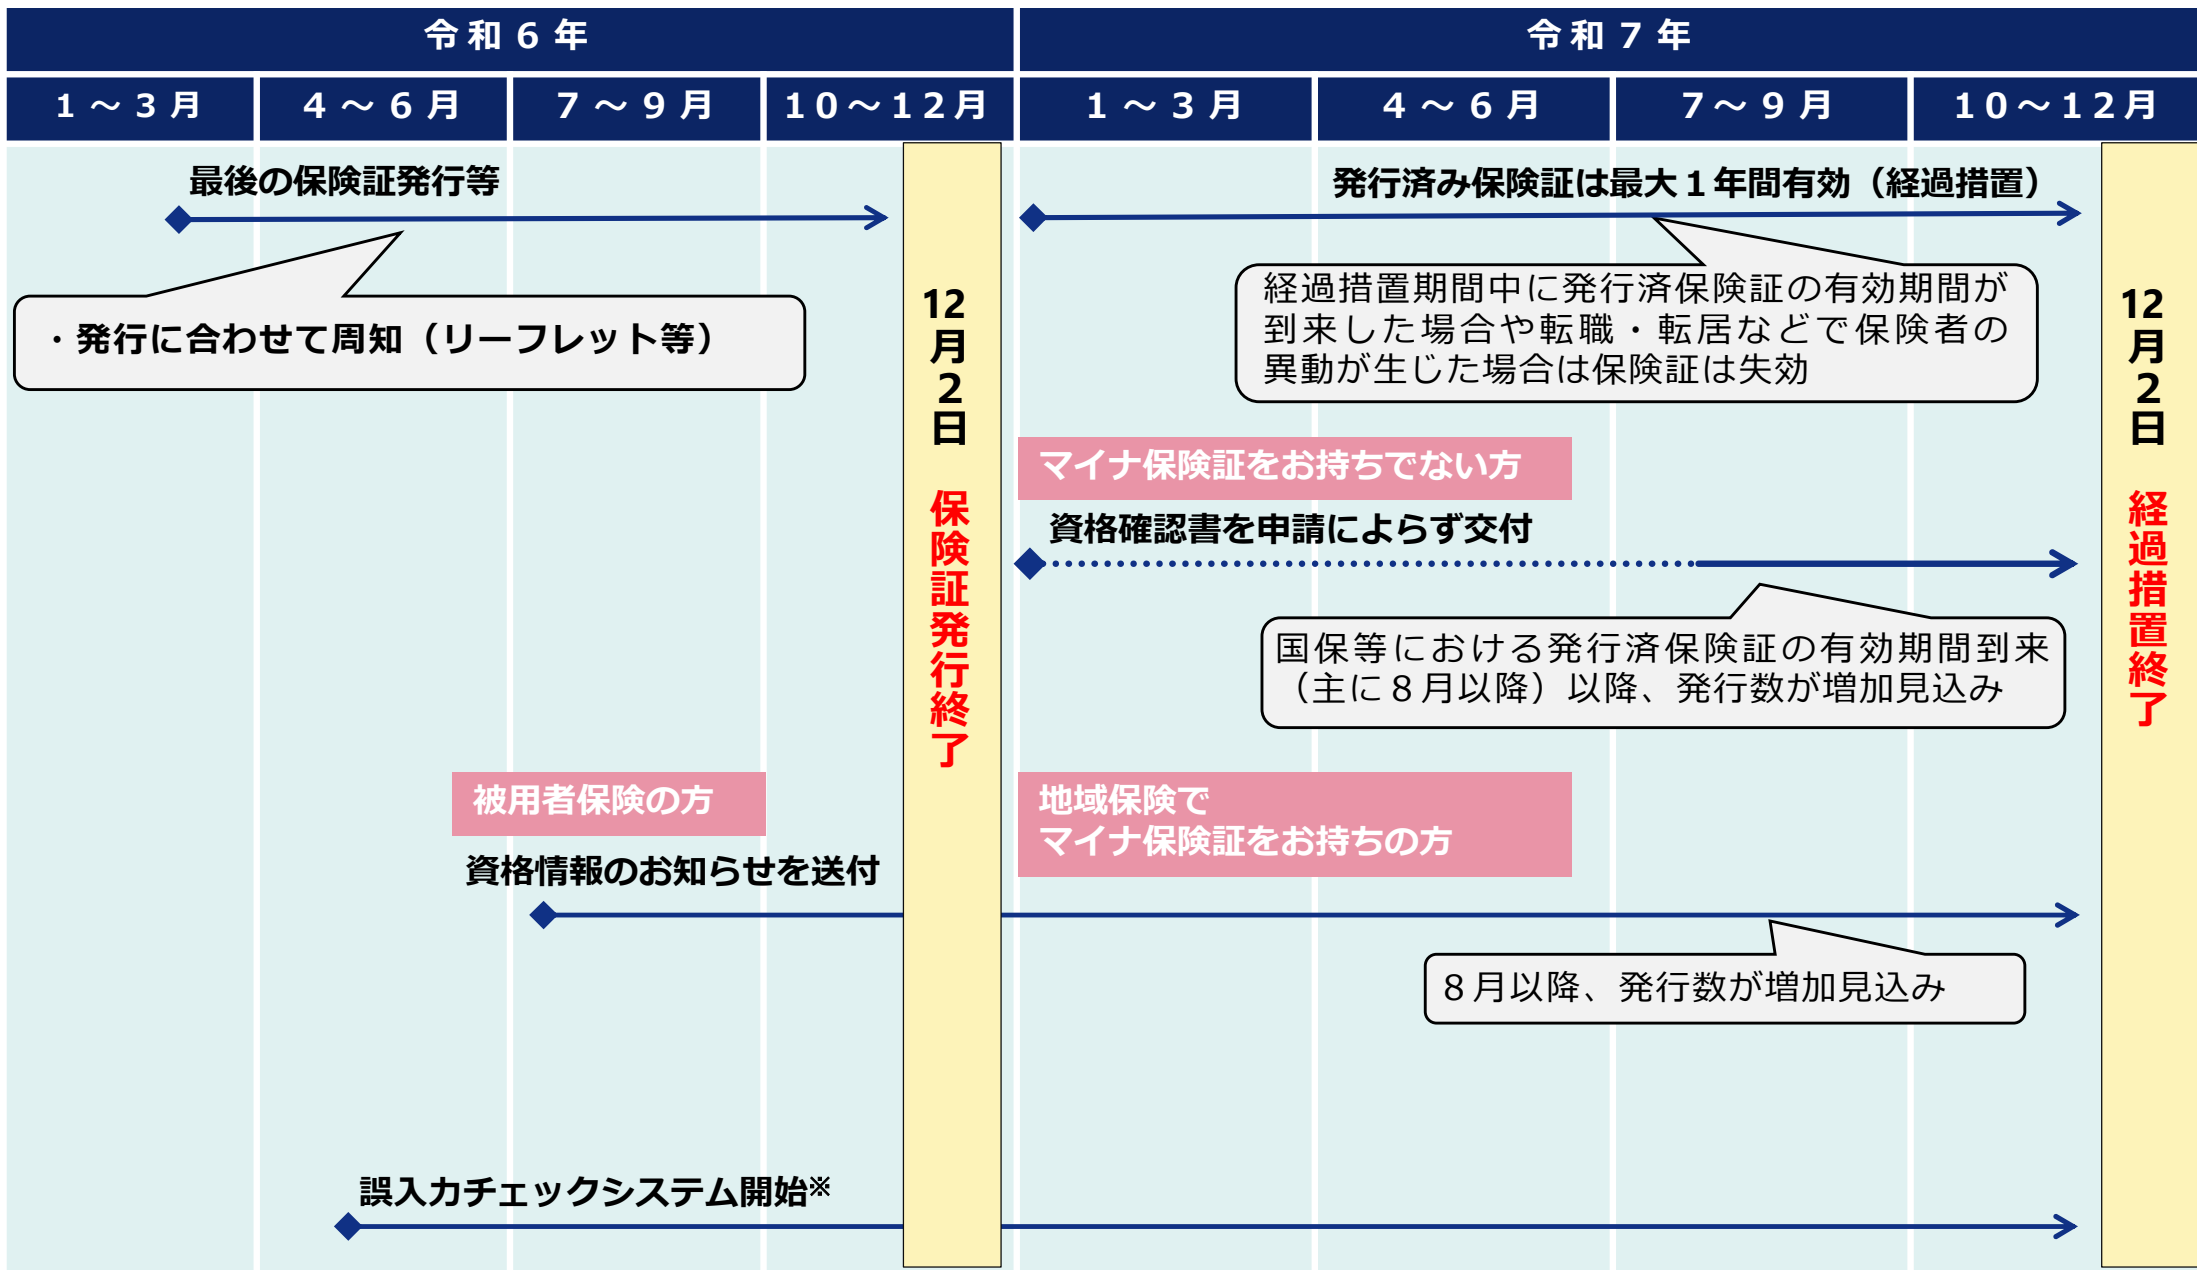 令和６年
令和７年
１～３月
４～６月
７～９月
１０～１２月
１～３月
４～６月
７～９月
１０～１２月
最後の保険証発行等
・発行に合わせて周知（リーフレット等）
12月2日 保険証発行終了
発行済み保険証は最大１年間有効（経過措置）
経過措置期間中に発行済保険証の有効期間が
到来した場合や転職・転居などで保険者の
異動が生じた場合は保険証は失効
マイナ保険証をお持ちでない方
資格確認書を申請によらず交付
国保等における発行済保険証の有効期間到来
（主に８月以降）以降、発行数が増加見込み
12月2日 経過措置終了
被用者保険の方
資格情報のお知らせを送付
地域保険で
マイナ保険証をお持ちの方
８月以降、発行数が増加見込み
誤入力チェックシステム開始※